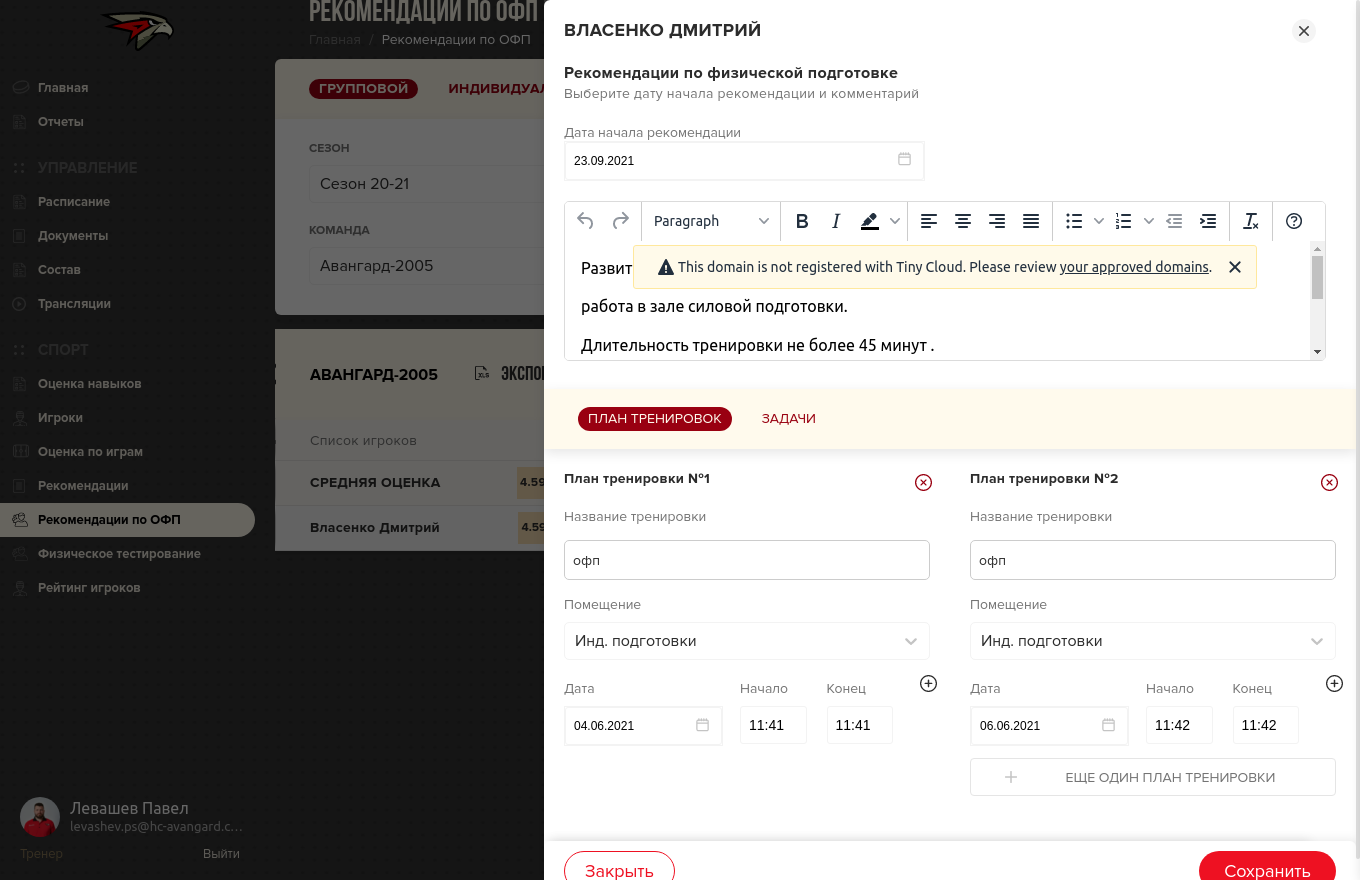 РЕКОМЕНДАЦИИ ПО ОФП
Главная / Рекомендации по ОФП
Главная
Отчеты
УПРАВЛЕНИЕ
Расписание
Документы
Состав
Трансляции
СПОРТ
Оценка навыков
Игроки
Оценка по играм
Рекомендации
Рекомендации по ОФП
Физическое тестирование
Рейтинг игроков
Левашев Павел
levashev.ps@hc-avangard.c...
Тренер Выйти
ГРУППОВОЙ ИНДИВИДУАЛ
СЕЗОН
Сезон 20-21
КОМАНДА
Авангард-2005
АВАНГАРД-2005 XLS ЭКСПО
Список игроков
СРЕДНЯЯ ОЦЕНКА 4.59
Власенко Дмитрий 4.59
ВЛАСЕНКО ДМИТРИЙ
Рекомендации по физической подготовке
Выберите дату начала рекомендации и комментарий
Дата начала рекомендации
23.09.2021
Paragraph B I
Развит
This domain is not registered with Tiny Cloud. Please review your approved domains.
работа в зале силовой подготовки.
Длительность тренировки не более 45 минут .
ПЛАН ТРЕНИРОВОК ЗАДАЧИ
План тренировки №1
Название тренировки
офп
Помещение
Инд. подготовки
Дата Начало Конец
04.06.2021 11:41 11:41
План тренировки №2
Название тренировки
офп
Помещение
Инд. подготовки
Дата Начало Конец
06.06.2021 11:42 11:42
ЕЩЕ ОДИН ПЛАН ТРЕНИРОВКИ
Закрыть Сохранить